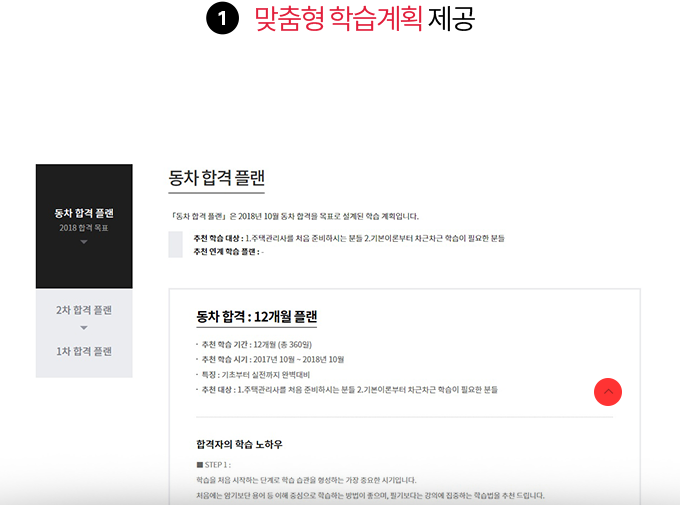 1 맞춤형 학습계획 제공
동차 합격 플랜
2018 합격 목표
2차 합격 플랜
1차 합격 플랜
동차 합격 플랜
「동차 합격 플랜」은 2018년 10월 동차 합격을 목표로 설계된 학습 계획입니다.
추천 학습 대상 : 1.주택관리사를 처음 준비하시는 분들 2.기본이론부터 차근차근 학습이 필요한 분들
추천 연계 학습 플랜 : -
동차 합격 : 12개월 플랜
· 추천 학습 기간 : 12개월 (총 360일)
· 추천 학습 시기 : 2017년 10월 ~ 2018년 10월
· 특징 : 기초부터 실전까지 완벽대비
· 추천 대상 : 1.주택관리사를 처음 준비하시는 분들 2.기본이론부터 차근차근 학습이 필요한 분들
합격자의 학습 노하우
■ STEP 1 :
학습을 처음 시작하는 단계로 학습 습관을 형성하는 가장 중요한 시기입니다.
처음에는 암기보단 용어 등 이해 중심으로 학습하는 방법이 좋으며, 필기보다는 강의에 집중하는 학습법을 추천 드립니다.